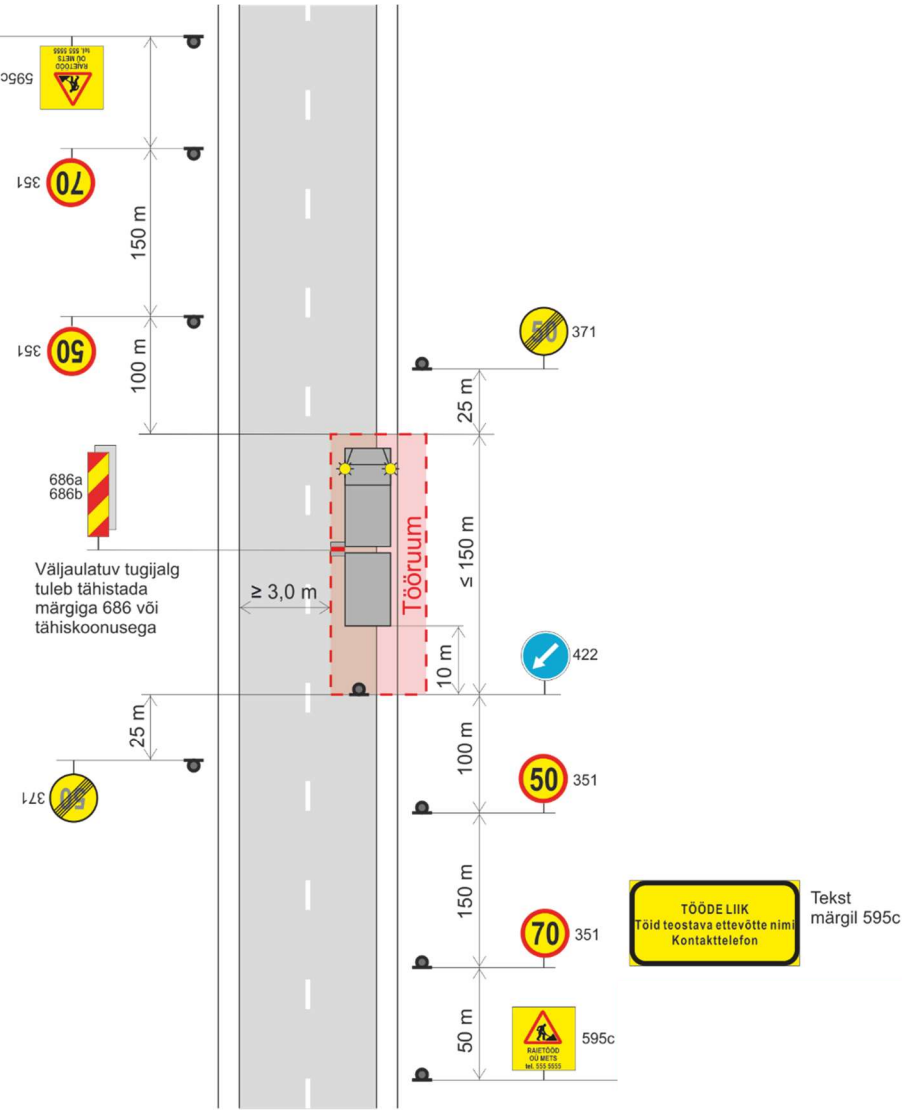 595c
RAIETÖÖD
OÜ METS
tel. 555 5555
351
70
150 m
351
50
100 m
50
371
25 m
686a
686b
Väljaulatuv tugijalg
tuleb tähistada
märgiga 686 või
tähiskoonusega
≥ 3,0 m
Tööruum
≤ 150 m
10 m
422
25 m
371
50
100 m
50
351
150 m
70
351
TÖÖDE LIIK
Töid teostava ettevõtte nimi
Kontakttelefon
Tekst
märgil 595c
50 m
RAIETÖÖD
OÜ METS
tel. 555 5555
595c